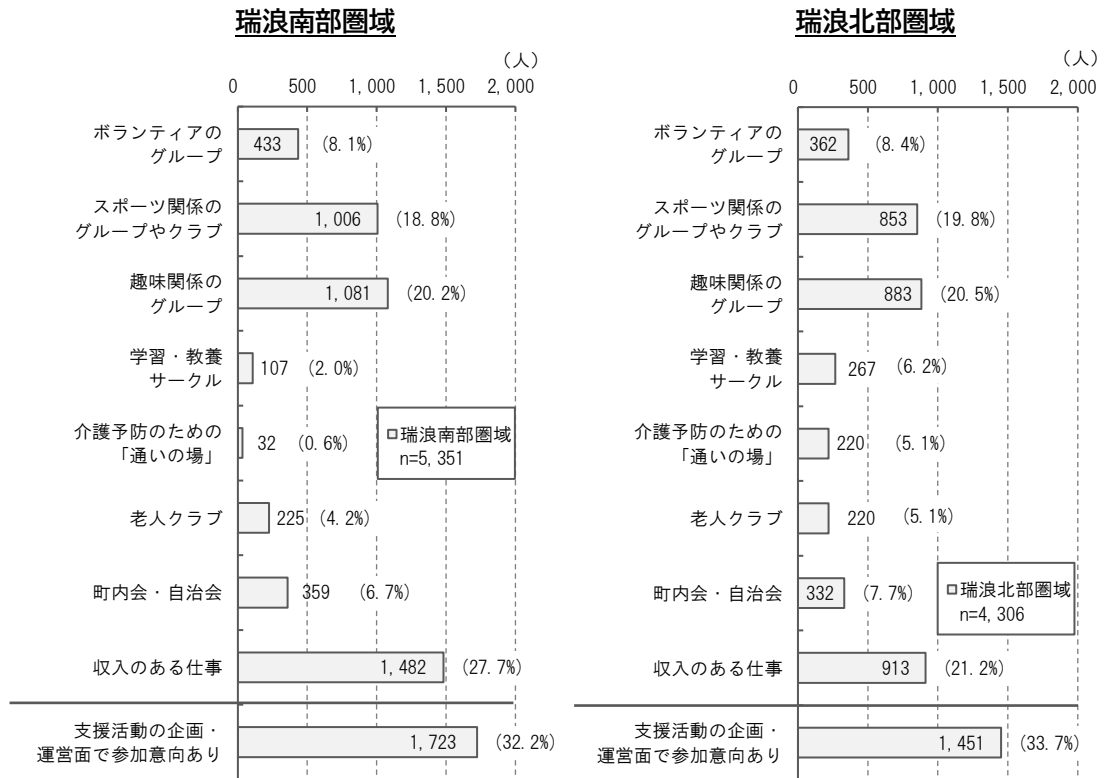 瑞浪南部圏域
(人)
0 500 1,000 1,500 2,000
ボランティアの
グループ
433 (8.1%)
スポーツ関係の
グループやクラブ
1,006 (18.8%)
趣味関係の
グループ
1,081 (20.2%)
学習・教養
サークル
107 (2.0%)
介護予防のための
「通いの場」
32 (0.6%)
老人クラブ
225 (4.2%)
町内会・自治会
359 (6.7%)
収入のある仕事
1,482 (27.7%)
支援活動の企画・
運営面で参加意向あり
1,723 (32.2%)
瑞浪南部圏域
n=5,351
瑞浪北部圏域
(人)
0 500 1,000 1,500 2,000
ボランティアの
グループ
362 (8.4%)
スポーツ関係の
グループやクラブ
853 (19.8%)
趣味関係の
グループ
883 (20.5%)
学習・教養
サークル
267 (6.2%)
介護予防のための
「通いの場」
220 (5.1%)
老人クラブ
220 (5.1%)
町内会・自治会
332 (7.7%)
収入のある仕事
913 (21.2%)
支援活動の企画・
運営面で参加意向あり
1,451 (33.7%)
瑞浪北部圏域
n=4,306